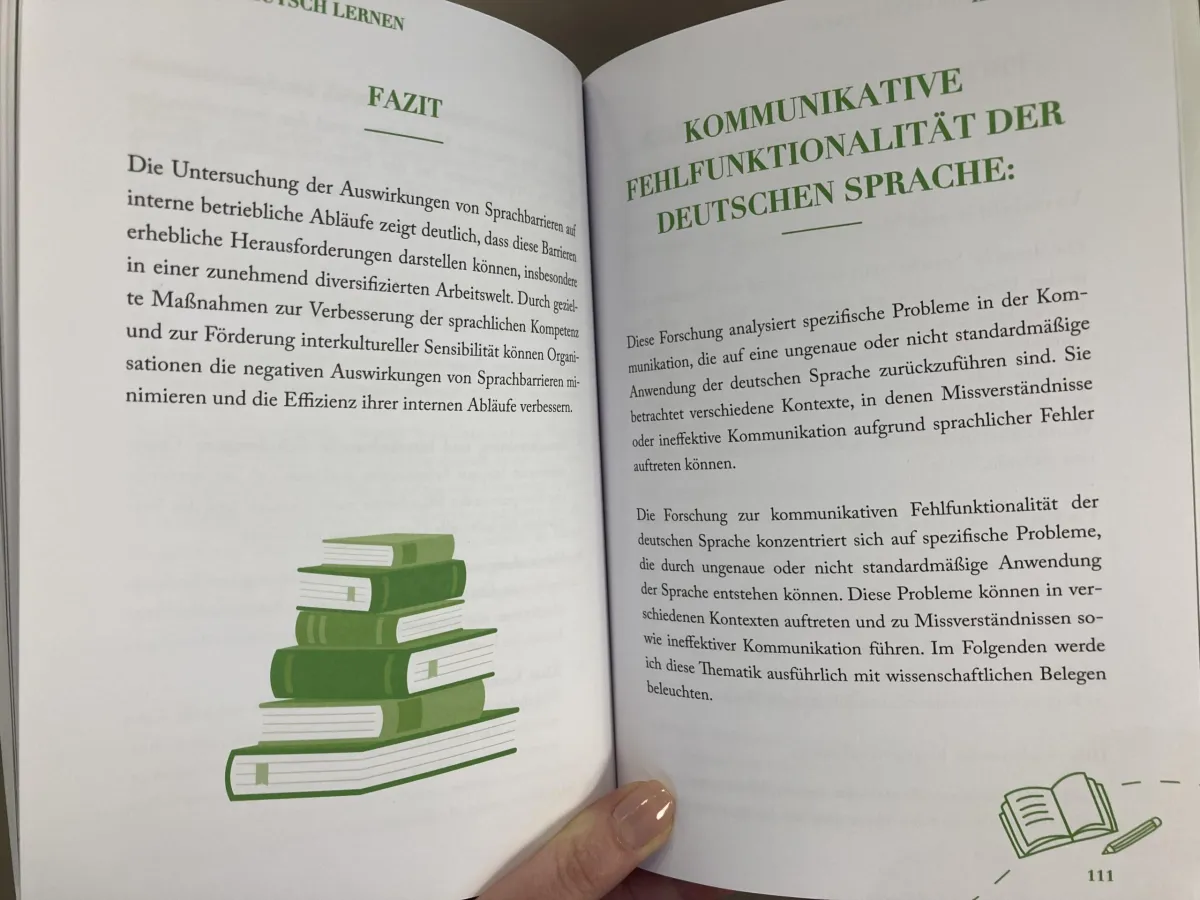 LERNEN
FAZIT
Die Untersuchung der Auswirkungen von Sprachbarrieren auf
interne betriebliche Abläufe zeigt deutlich, dass diese Barrieren
erhebliche Herausforderungen darstellen können, insbesondere
in einer zunehmend diversifizierten Arbeitswelt. Durch geziel-
te Maßnahmen zur Verbesserung der sprachlichen Kompetenz
und zur Förderung interkultureller Sensibilität können Organi-
sationen die negativen Auswirkungen von Sprachbarrieren mi-
nimieren und die Effizienz ihrer internen Abläufe verbessern.
KOMMUNIKATIVE
FEHLFUNKTIONALITÄT DER
DEUTSCHEN SPRACHE:
Diese Forschung analysiert spezifische Probleme in der Kom-
munikation, die auf eine ungenaue oder nicht standardmäßige
Anwendung der deutschen Sprache zurückzuführen sind. Sie
betrachtet verschiedene Kontexte, in denen Missverständnisse
oder ineffektive Kommunikation aufgrund sprachlicher Fehler
auftreten können.
Die Forschung zur kommunikativen Fehlfunktionalität der
deutschen Sprache konzentriert sich auf spezifische Probleme,
die durch ungenaue oder nicht standardmäßige Anwendung
der Sprache entstehen können. Diese Probleme können in ver-
schiedenen Kontexten auftreten und zu Missverständnissen so-
wie ineffektiver Kommunikation führen. Im Folgenden werde
ich diese Thematik ausführlich mit wissenschaftlichen Belegen
beleuchten.
111